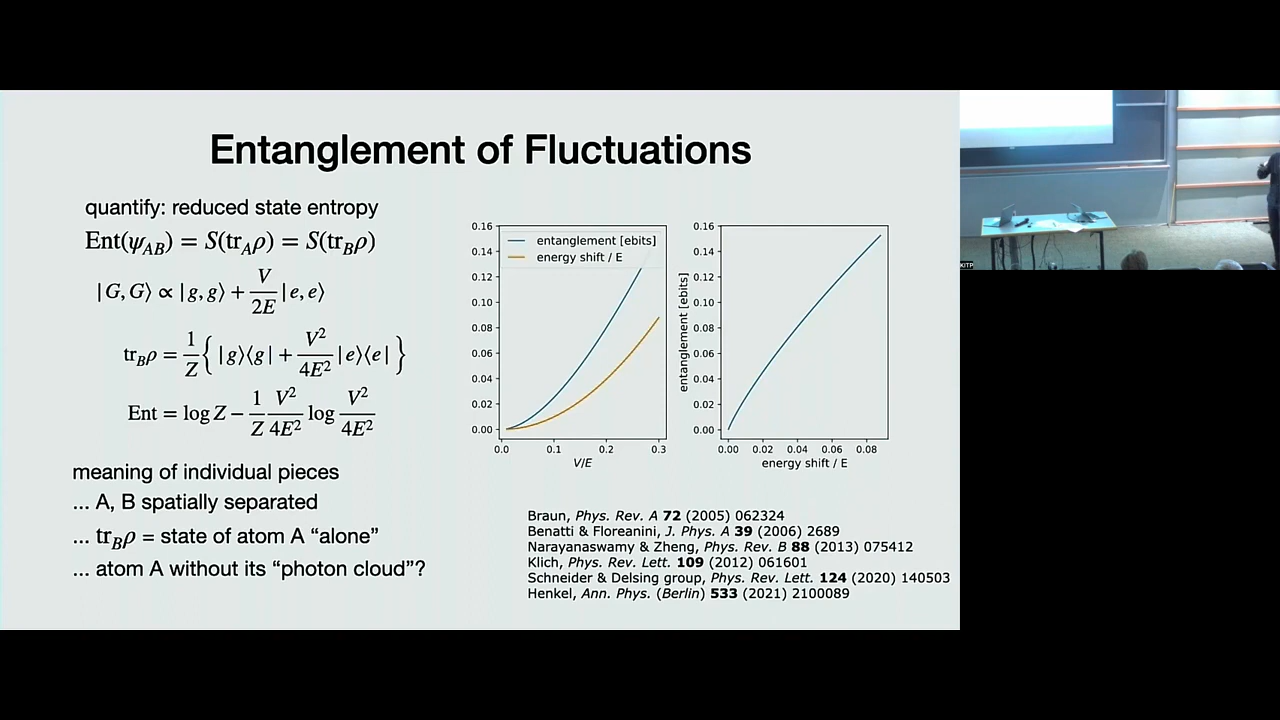 Entanglement of Fluctuations
quantify: reduced state entropy
Ent(ψ_AB) = S(tr_Aρ) = S(tr_Bρ)
|G, G⟩ ∝ |g, g⟩ + V/2E |e, e⟩
tr_Bρ = 1/Z { |g⟩⟨g| + V²/4E² |e⟩⟨e| }
Ent = log Z − 1/Z V²/4E² log V²/4E²
meaning of individual pieces
... A, B spatially separated
... tr_Bρ = state of atom A “alone”
... atom A without its “photon cloud”?
entanglement [ebits]
energy shift / E
0.16
0.14
0.12
0.10
0.08
0.06
0.04
0.02
0.00
0.0 0.1 0.2 0.3
V/E
entanglement [ebits]
0.16
0.14
0.12
0.10
0.08
0.06
0.04
0.02
0.00
0.00 0.02 0.04 0.06 0.08
energy shift / E
Braun, Phys. Rev. A 72 (2005) 062324
Benatti & Floreanini, J. Phys. A 39 (2006) 2689
Narayanaswamy & Zheng, Phys. Rev. B 88 (2013) 075412
Klich, Phys. Rev. Lett. 109 (2012) 061601
Schneider & Delsing group, Phys. Rev. Lett. 124 (2020) 140503
Henkel, Ann. Phys. (Berlin) 533 (2021) 2100089
KITP